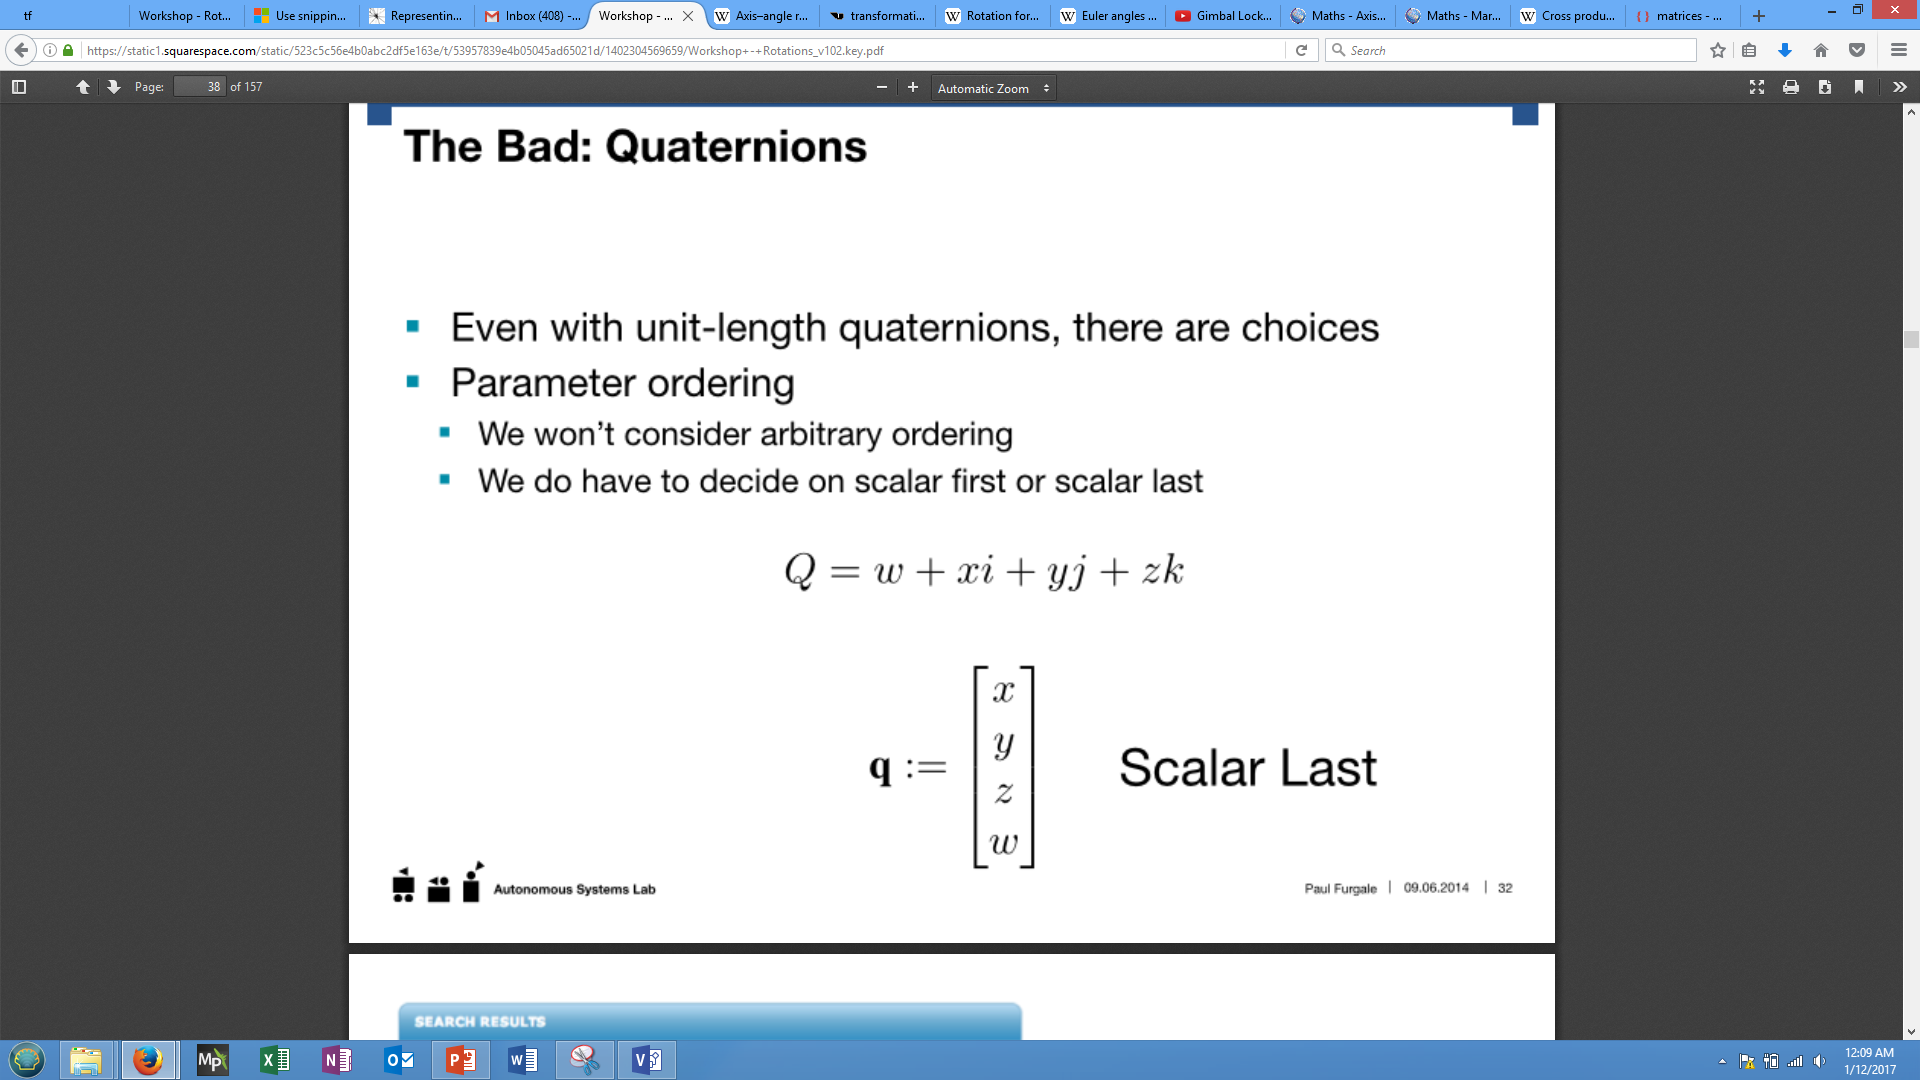 tf
Workshop - Rot...
Use snippin...
Representin...
Inbox (408) -...
Workshop - ...
Axis–angle r...
transformati...
Rotation for...
Euler angles ...
Gimbal Lock...
Maths - Axis...
Maths - Mar...
Cross produ...
matrices - ...
https://static1.squarespace.com/static/523c5c56e4b0abc2df5e163e/t/53957839e4b05045ad65021d/1402304569659/Workshop+-+Rotations_v102.key.pdf
Search
Page: 38 of 157
Automatic Zoom
The Bad: Quaternions
Even with unit-length quaternions, there are choices
Parameter ordering
We won't consider arbitrary ordering
We do have to decide on scalar first or scalar last
Q = w + xi + yj + zk
q := [x y z w]
Scalar Last
Autonomous Systems Lab
Paul Furgale | 09.06.2014 | 32
SEARCH RESULTS
12:09 AM
1/12/2017